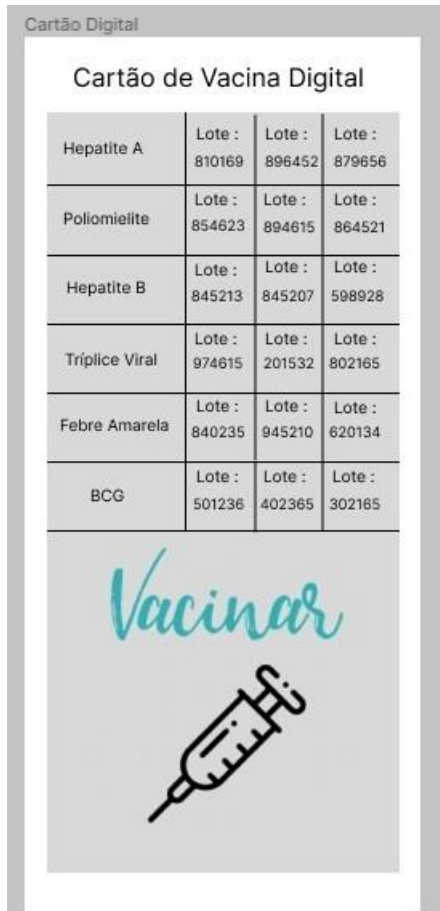 Cartão Digital
Cartão de Vacina Digital
Hepatite A
Lote : Lote : Lote :
810169 896452 879656
Poliomielite
Lote : Lote : Lote :
854623 894615 864521
Hepatite B
Lote : Lote : Lote :
845213 845207 598928
Tríplice Viral
Lote : Lote : Lote :
974615 201532 802165
Febre Amarela
Lote : Lote : Lote :
840235 945210 620134
BCG
Lote : Lote : Lote :
501236 402365 302165
Vacinar